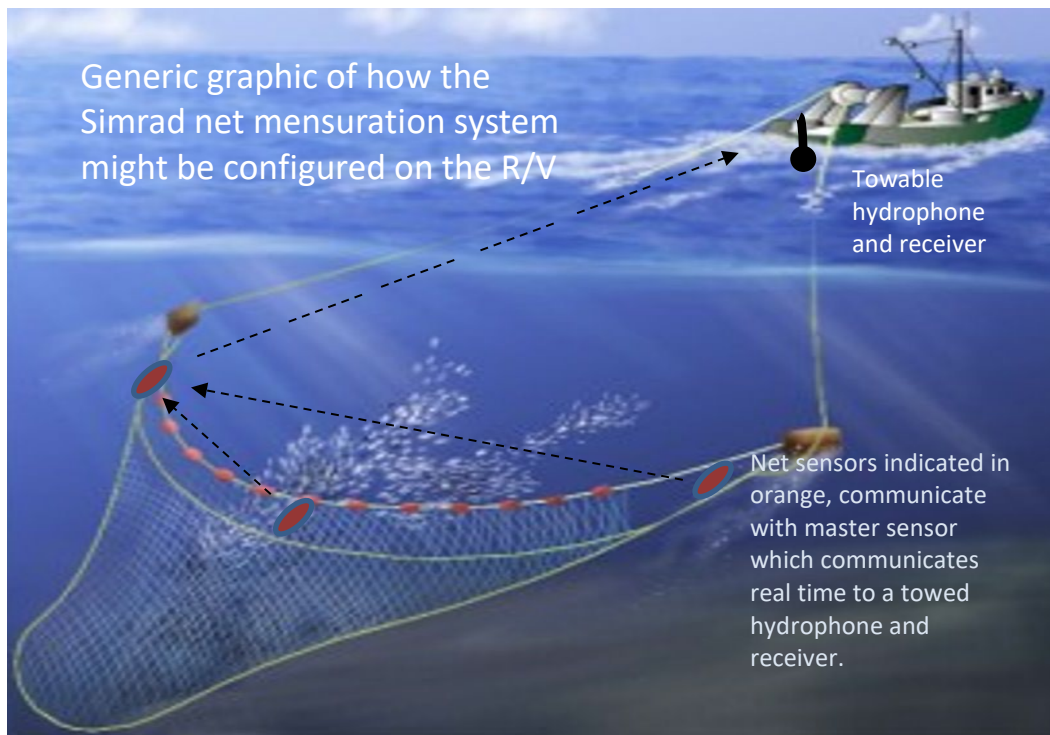 Generic graphic of how the
Simrad net mensuration system
might be configured on the R/V
Towable
hydrophone
and receiver
Net sensors indicated in
orange, communicate
with master sensor
which communicates
real time to a towed
hydrophone and
receiver.